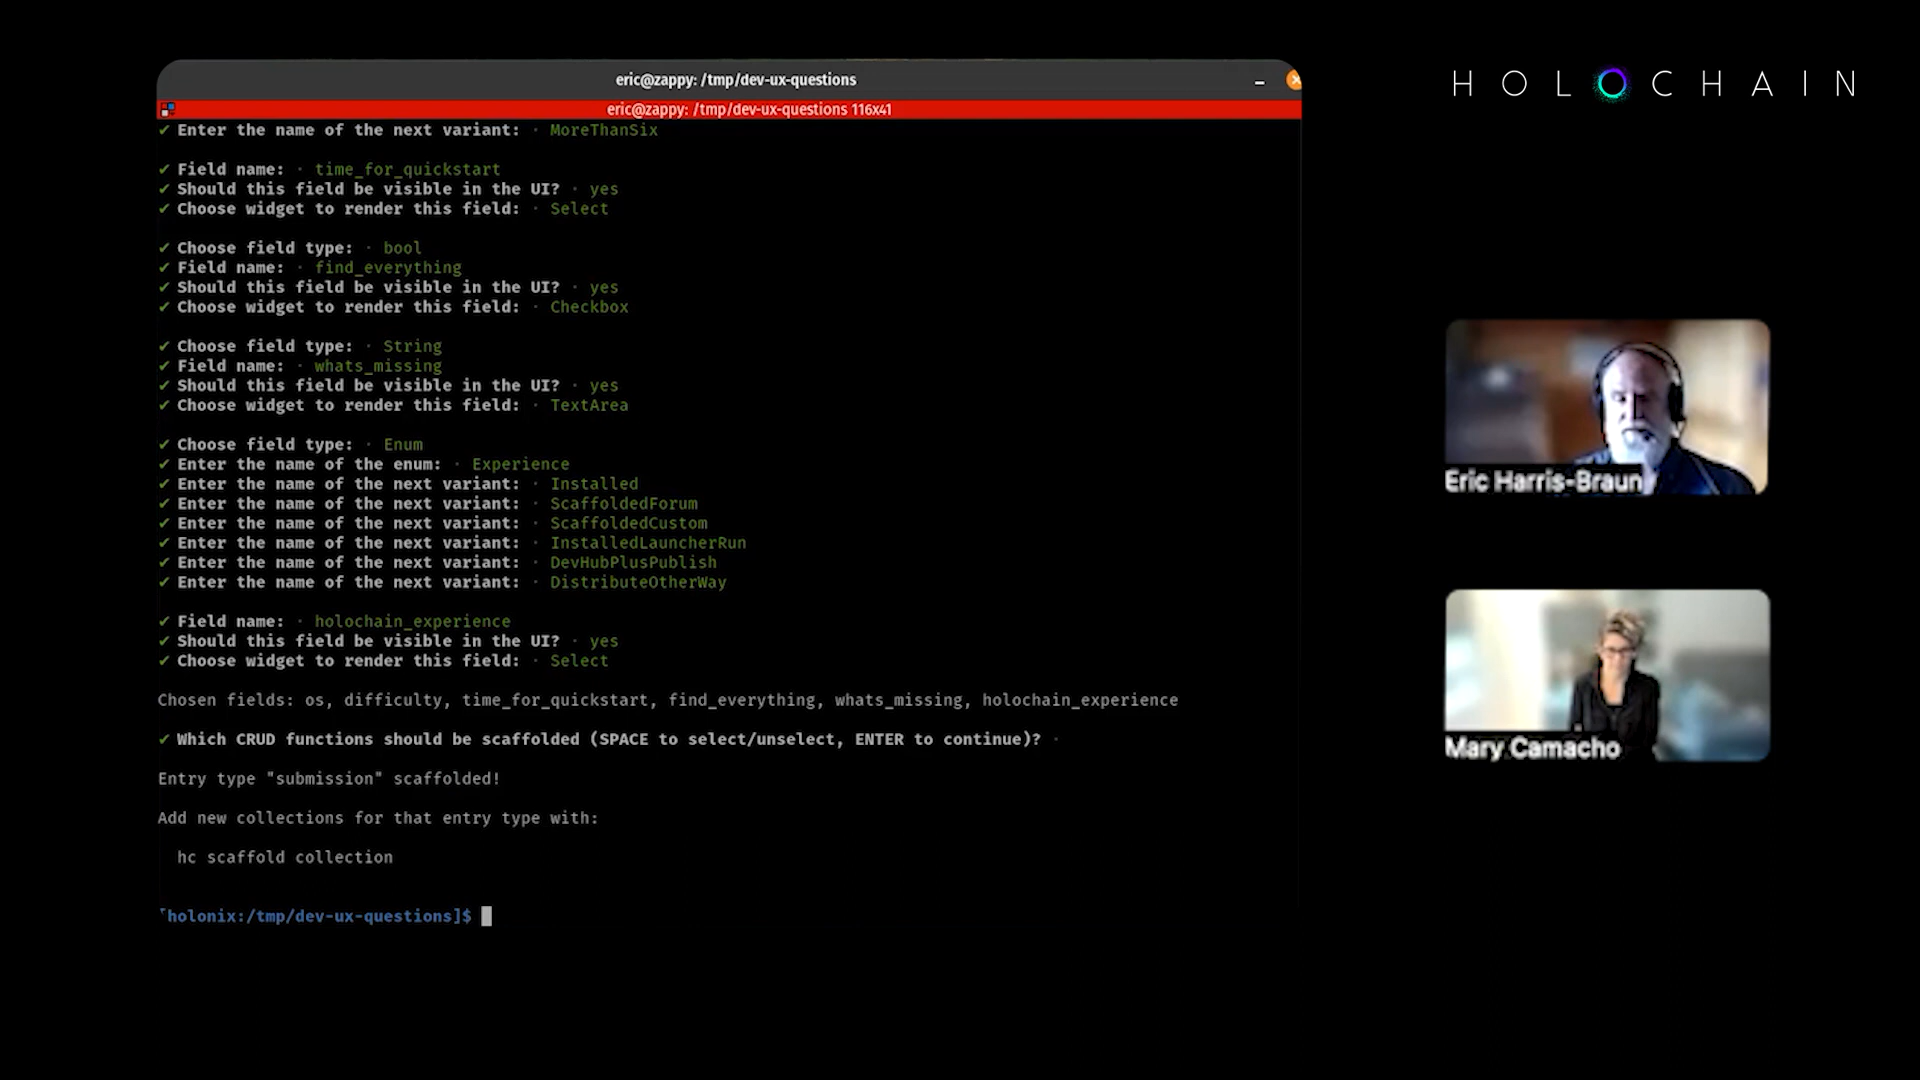 eric@zappy: /tmp/dev-ux-questions
HOLOCHAIN
eric@zappy: /tmp/dev-ux-questions 116x41
✔ Enter the name of the next variant: · MoreThanSix
✔ Field name: · time_for_quickstart
✔ Should this field be visible in the UI? · yes
✔ Choose widget to render this field: · Select
✔ Choose field type: · bool
✔ Field name: · find_everything
✔ Should this field be visible in the UI? · yes
✔ Choose widget to render this field: · Checkbox
✔ Choose field type: · String
✔ Field name: · whats_missing
✔ Should this field be visible in the UI? · yes
✔ Choose widget to render this field: · TextArea
✔ Choose field type: · Enum
✔ Enter the name of the enum: · Experience
✔ Enter the name of the next variant: · Installed
✔ Enter the name of the next variant: · ScaffoldedForum
✔ Enter the name of the next variant: · ScaffoldedCustom
✔ Enter the name of the next variant: · InstalledLauncherRun
✔ Enter the name of the next variant: · DevHubPlusPublish
✔ Enter the name of the next variant: · DistributeOtherWay
✔ Field name: · holochain_experience
✔ Should this field be visible in the UI? · yes
✔ Choose widget to render this field: · Select
Chosen fields: os, difficulty, time_for_quickstart, find_everything, whats_missing, holochain_experience
✔ Which CRUD functions should be scaffolded (SPACE to select/unselect, ENTER to continue)? ·
Entry type "submission" scaffolded!
Add new collections for that entry type with:
hc scaffold collection
[holonix:/tmp/dev-ux-questions]$
Eric Harris-Braun
Mary Camacho